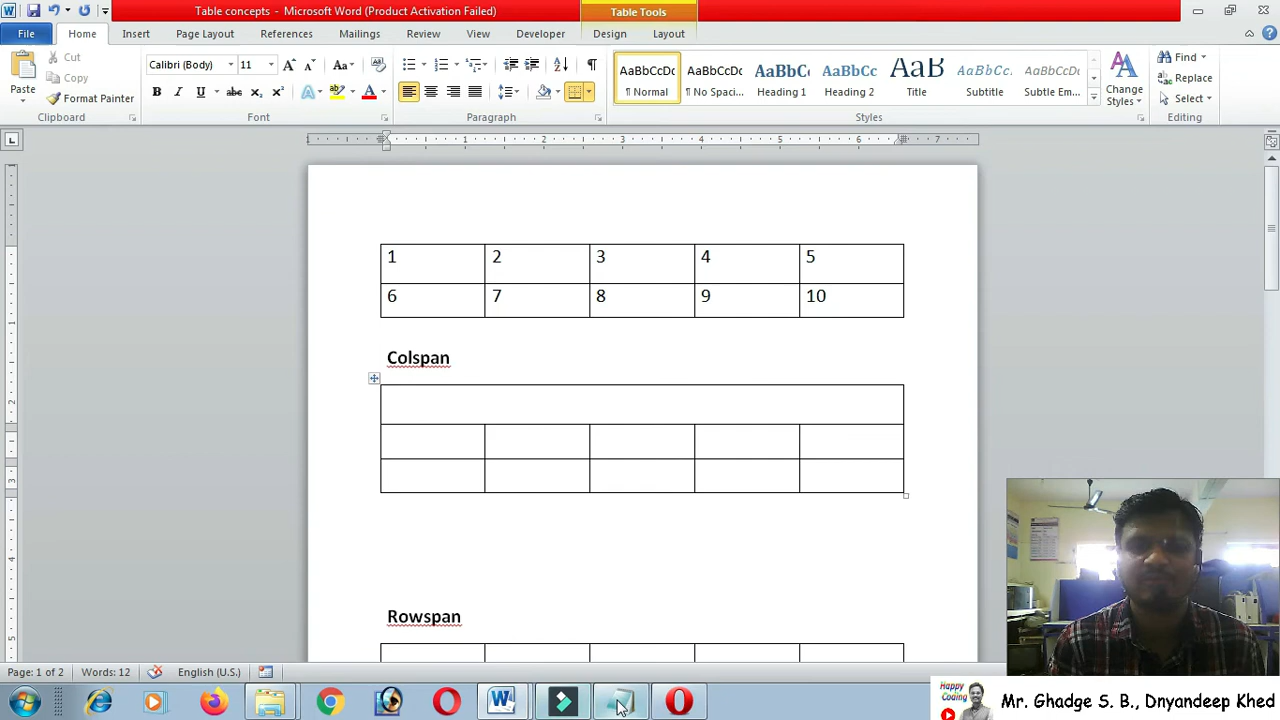 Table concepts - Microsoft Word (Product Activation Failed)
Table Tools
File
Home
Insert
Page Layout
References
Mailings
Review
View
Developer
Design
Layout
Paste
Cut
Copy
Format Painter
Clipboard
Calibri (Body)
11
Font
Paragraph
AaBbCcDc
¶ Normal
AaBbCcDc
¶ No Spaci...
AaBbCc
Heading 1
AaBbCc
Heading 2
AaB
Title
AaBbCc.
Subtitle
AaBbCcDc
Subtle Em...
Change
Styles
Styles
Find
Replace
Select
Editing
1 2 3 4 5
6 7 8 9 10
Colspan
Rowspan
Page: 1 of 2
Words: 12
English (U.S.)
Happy
Coding
Mr. Ghadge S. B., Dnyandeep Khed